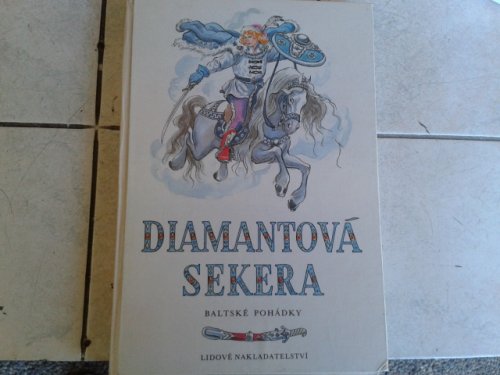 DIAMANTOVÁ
SEKERA
BALTSKÉ POHÁDKY
LIDOVÉ NAKLADATELSTVÍ